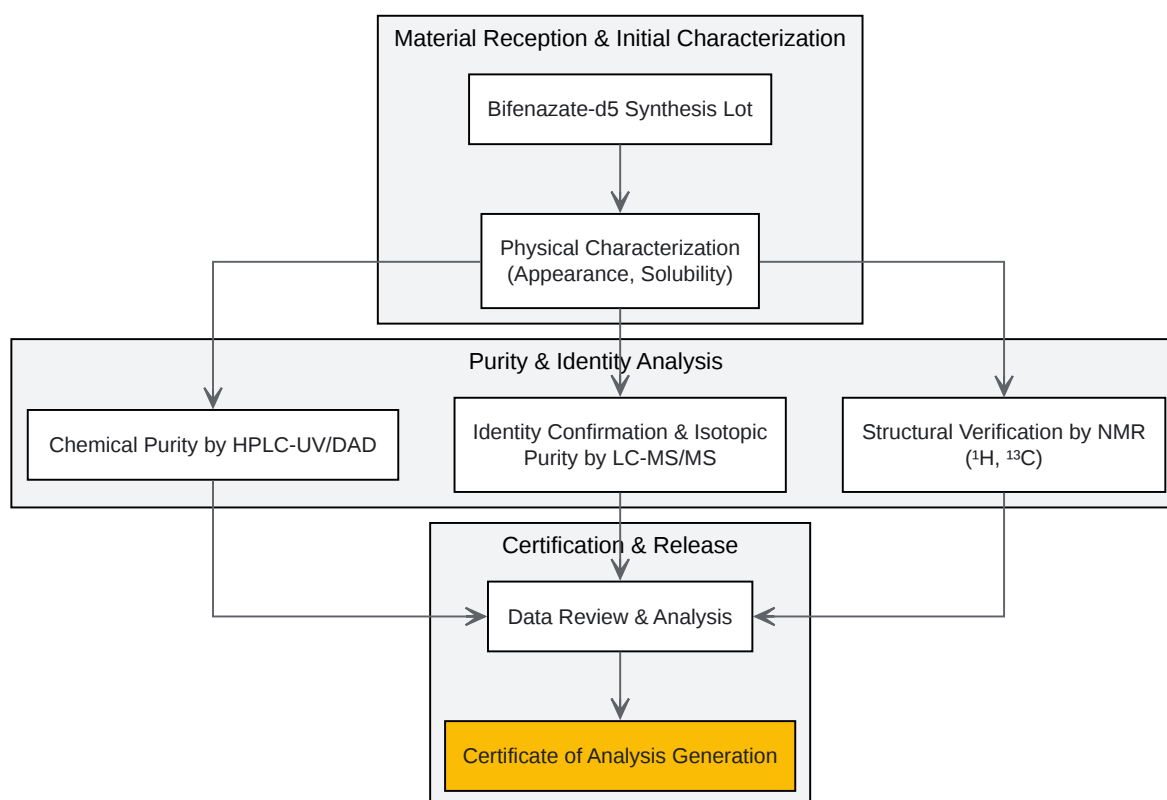 Material Reception & Initial Characterization
Bifenazate-d5 Synthesis Lot
Physical Characterization
(Appearance, Solubility)
Purity & Identity Analysis
Chemical Purity by HPLC-UV/DAD
Identity Confirmation & Isotopic
Purity by LC-MS/MS
Structural Verification by NMR
(¹H, ¹³C)
Certification & Release
Data Review & Analysis
Certificate of Analysis Generation